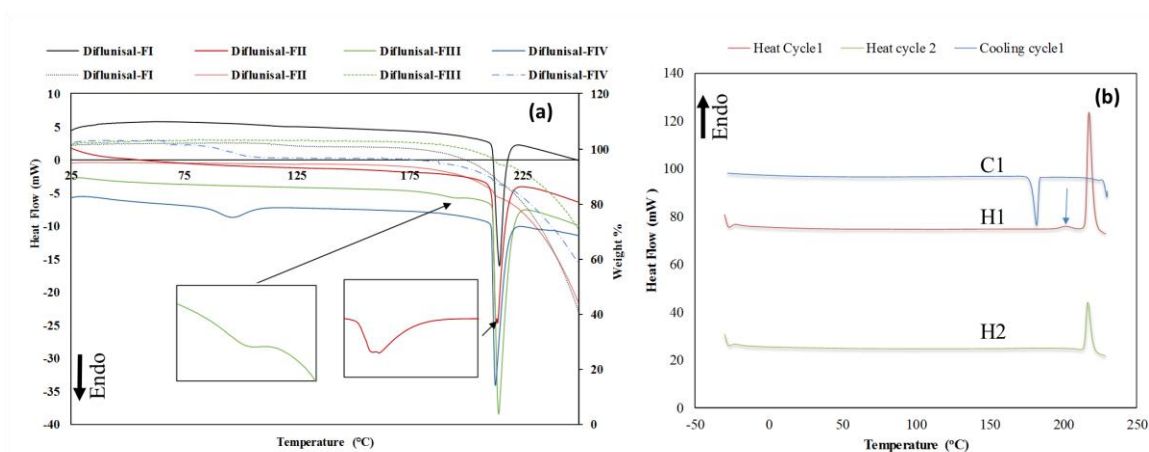 Diflunisal-FI Diflunisal-FII Diflunisal-FIII Diflunisal-FIV
Diflunisal-FI Diflunisal-FII Diflunisal-FIII Diflunisal-FIV
(a)
Heat Flow (mW)
10
5
0
-5
-10
-15
-20
-25
-30
-35
-40
25 75 125 175 225
120
100
80
60
40
20
0
Weight %
Endo
Temperature (°C)
Heat Cycle1 Heat cycle 2 Cooling cycle1
(b)
Endo
Heat Flow (mW )
140
120
100
80
60
40
20
0
C1
H1
H2
-50 0 50 100 150 200 250
Temperature (°C)